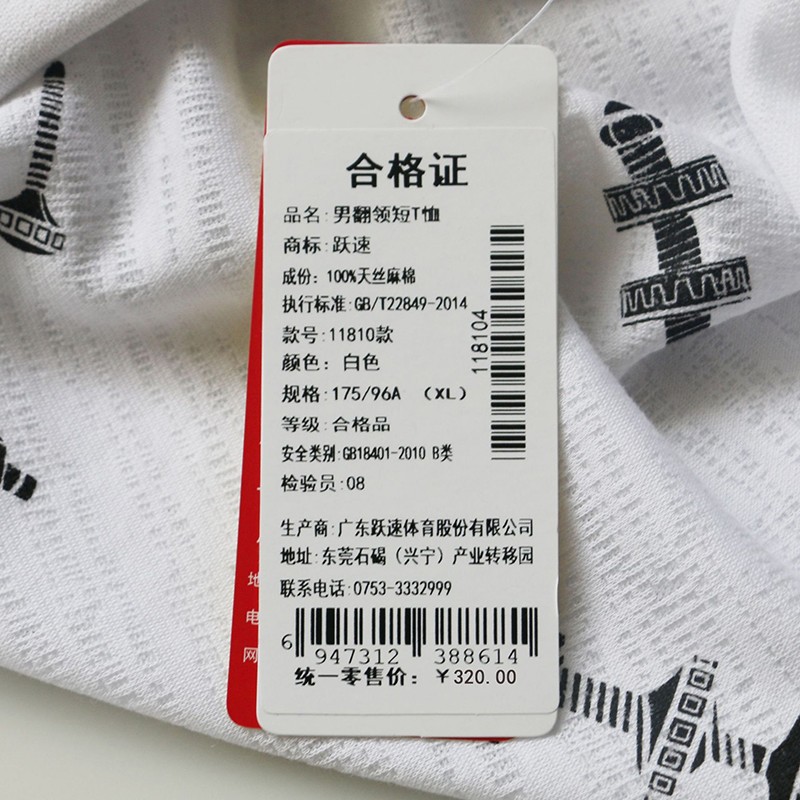 合格证
品名:男翻领短T恤
商标:跃速
成份: 100%天丝麻棉
执行标准:GB/T22849-2014
款号:11810款
颜色: 白色
规格:175/96A (XL)
等级:合格品
安全类别:GB18401-2010 B类
检验员:08
118104
生产商:广东跃速体育股份有限公司
地址:东莞石碣(兴宁)产业转移园
联系电话:0753-3332999
6 947312 388614
统一零售价: ¥320.00
地
电
网